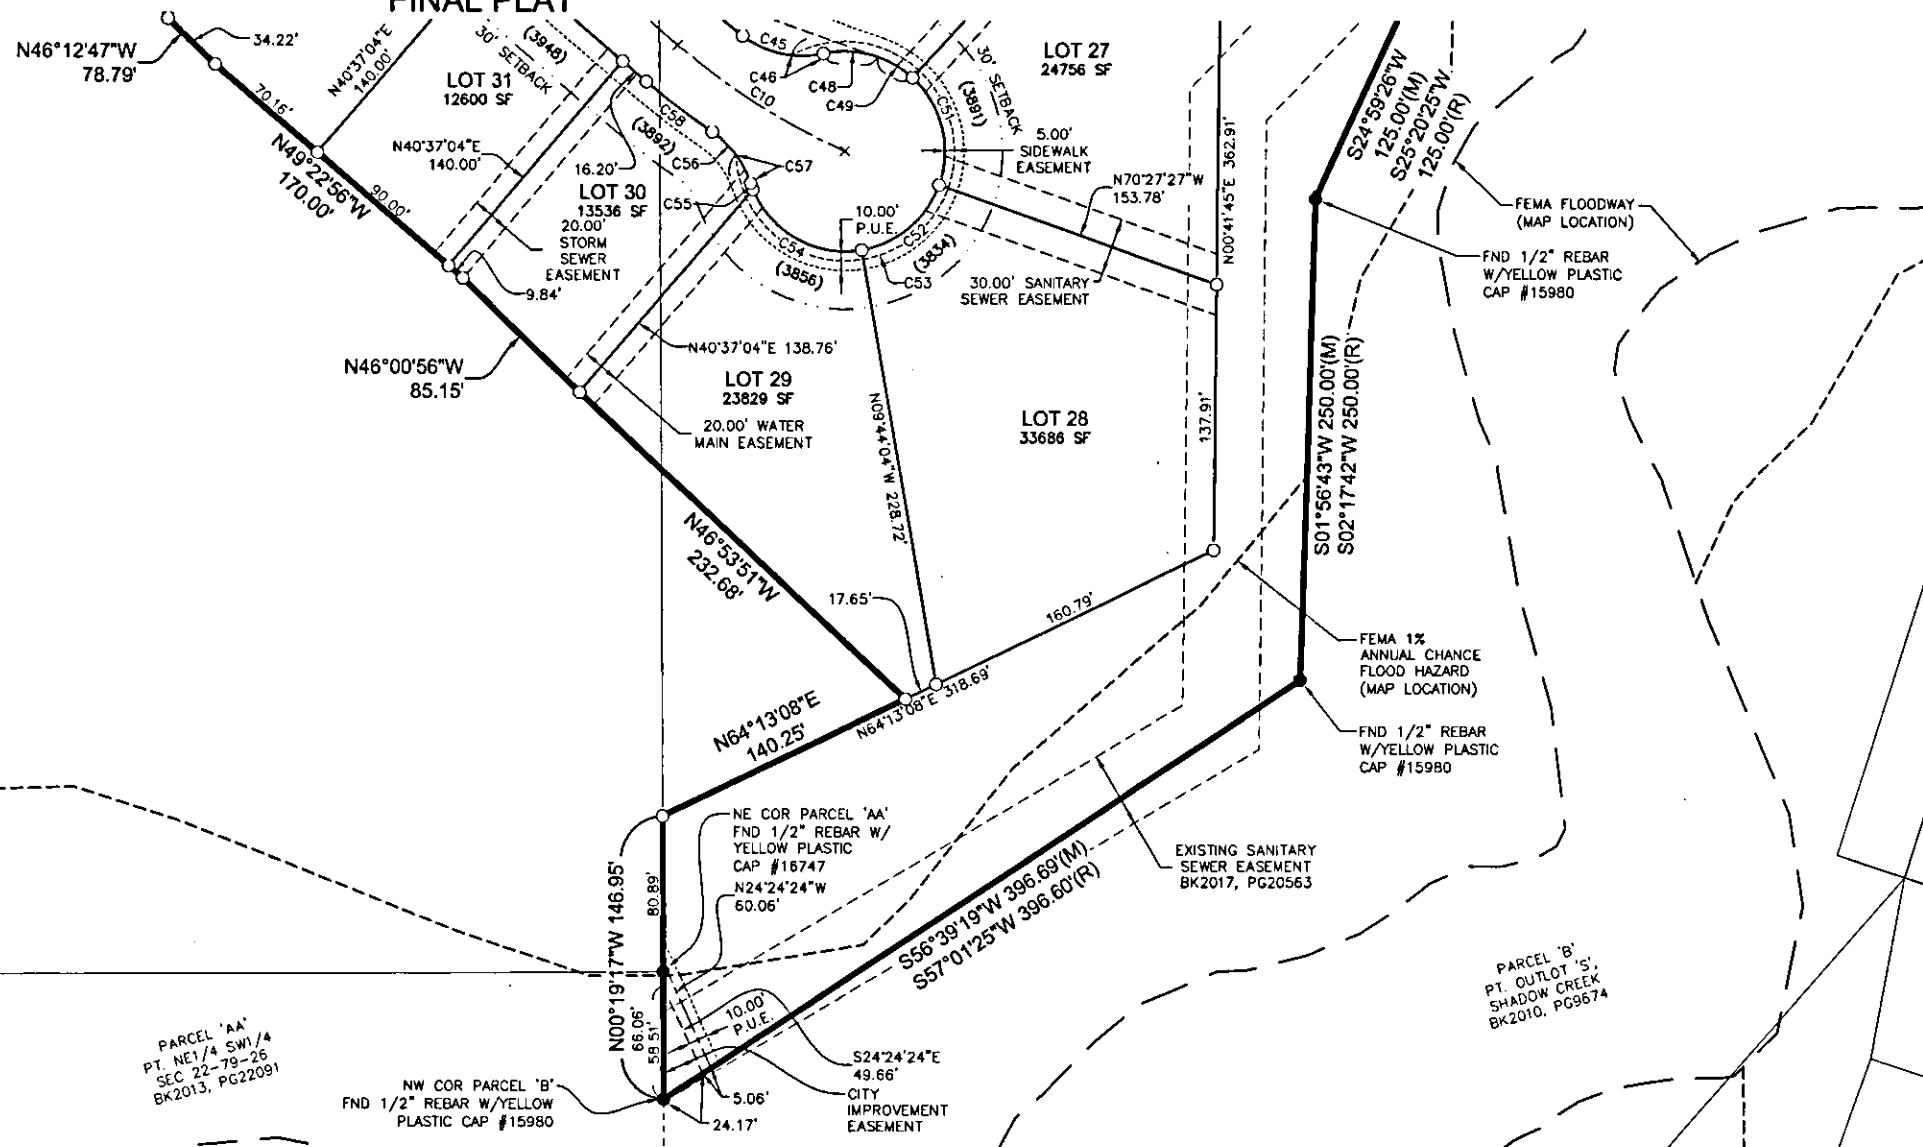 FINAL PLAT
N46°12'47"W
78.79'
34.22'
70.16'
N40°37'04"E
140.00'
N49°22'56"W
170.00'
90.00'
(3948)
30' SETBACK
LOT 31
12600 SF
N40°37'04"E
140.00'
C58
(3892)
16.20'
C56
C57
C55
LOT 30
13536 SF
20.00'
STORM
SEWER
EASEMENT
9.84'
C45
C46
C48
C49
C10
C51
(3891)
30' SETBACK
LOT 27
24756 SF
5.00'
SIDEWALK
EASEMENT
N70°27'27"W
153.78'
N00°41'45"E 362.91'
10.00'
P.U.E.
C52
(3834)
C54
(3856)
C53
30.00' SANITARY
SEWER EASEMENT
S24°59'26"W
125.00'(M)
S25°20'25"W
125.00'(R)
FEMA FLOODWAY
(MAP LOCATION)
FND 1/2" REBAR
W/YELLOW PLASTIC
CAP #15980
N46°00'56"W
85.15'
N40°37'04"E 138.76'
LOT 29
23829 SF
20.00' WATER
MAIN EASEMENT
N09°44'04"W 228.72'
LOT 28
33686 SF
137.91'
S01°56'43"W 250.00'(M)
S02°17'42"W 250.00'(R)
N46°53'51"W
232.68'
17.65'
160.79'
N64°13'08"E 318.69'
N64°13'08"E
140.25'
FEMA 1%
ANNUAL CHANCE
FLOOD HAZARD
(MAP LOCATION)
FND 1/2" REBAR
W/YELLOW PLASTIC
CAP #15980
NE COR PARCEL 'AA'
FND 1/2" REBAR W/
YELLOW PLASTIC
CAP #16747
N24°24'24"W
60.06'
N00°19'17"W 146.95'
80.89'
66.06'
58.51'
EXISTING SANITARY
SEWER EASEMENT
BK2017, PG20563
S56°39'19"W 396.69'(M)
S57°01'25"W 396.60'(R)
10.00'
P.U.E.
S24°24'24"E
49.66'
CITY
IMPROVEMENT
EASEMENT
5.06'
24.17'
NW COR PARCEL 'B'
FND 1/2" REBAR W/YELLOW
PLASTIC CAP #15980
PARCEL 'AA'
PT. NE1/4 SW1/4
SEC 22-79-26
BK2013, PG22091
PARCEL 'B'
PT. OUTLOT 'S',
SHADOW CREEK
BK2010, PG9674